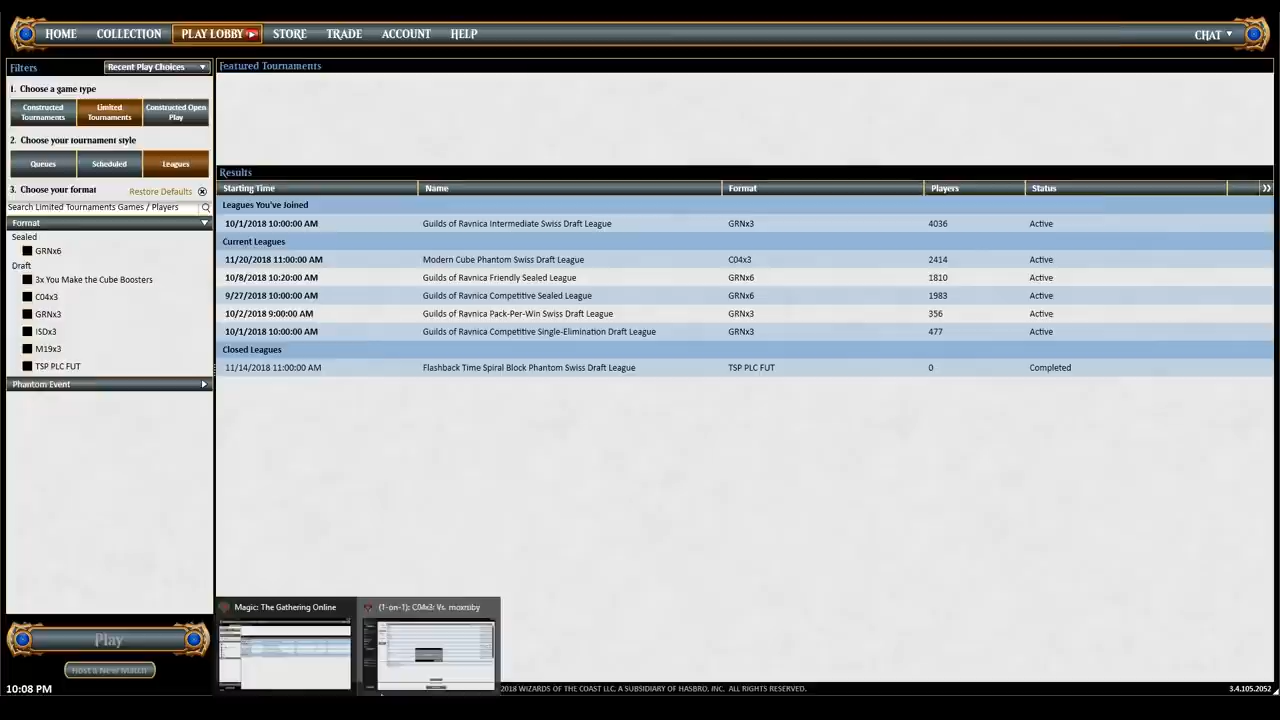 HOME COLLECTION PLAY LOBBY STORE TRADE ACCOUNT HELP CHAT
Filters Recent Play Choices
Featured Tournaments
1. Choose a game type
Constructed Tournaments
Limited Tournaments
Constructed Open Play
2. Choose your tournament style
Queues Scheduled Leagues
3. Choose your format Restore Defaults
Search Limited Tournaments Games / Players
Format
Sealed
GRNx6
Draft
3x You Make the Cube Boosters
C04x3
GRNx3
ISDx3
M19x3
TSP PLC FUT
Phantom Event
Results
Starting Time Name Format Players Status
Leagues You've Joined
10/1/2018 10:00:00 AM Guilds of Ravnica Intermediate Swiss Draft League GRNx3 4036 Active
Current Leagues
11/20/2018 11:00:00 AM Modern Cube Phantom Swiss Draft League C04x3 2414 Active
10/8/2018 10:20:00 AM Guilds of Ravnica Friendly Sealed League GRNx6 1810 Active
9/27/2018 10:00:00 AM Guilds of Ravnica Competitive Sealed League GRNx6 1983 Active
10/2/2018 9:00:00 AM Guilds of Ravnica Pack-Per-Win Swiss Draft League GRNx3 356 Active
10/1/2018 10:00:00 AM Guilds of Ravnica Competitive Single-Elimination Draft League GRNx3 477 Active
Closed Leagues
11/14/2018 11:00:00 AM Flashback Time Spiral Block Phantom Swiss Draft League TSP PLC FUT 0 Completed
Magic: The Gathering Online
(1-on-1): C04x3: Vs.
Play
Host a New Match
10:08 PM
2018 WIZARDS OF THE COAST LLC, A SUBSIDIARY OF HASBRO, INC. ALL RIGHTS RESERVED.
3.4.105.2052